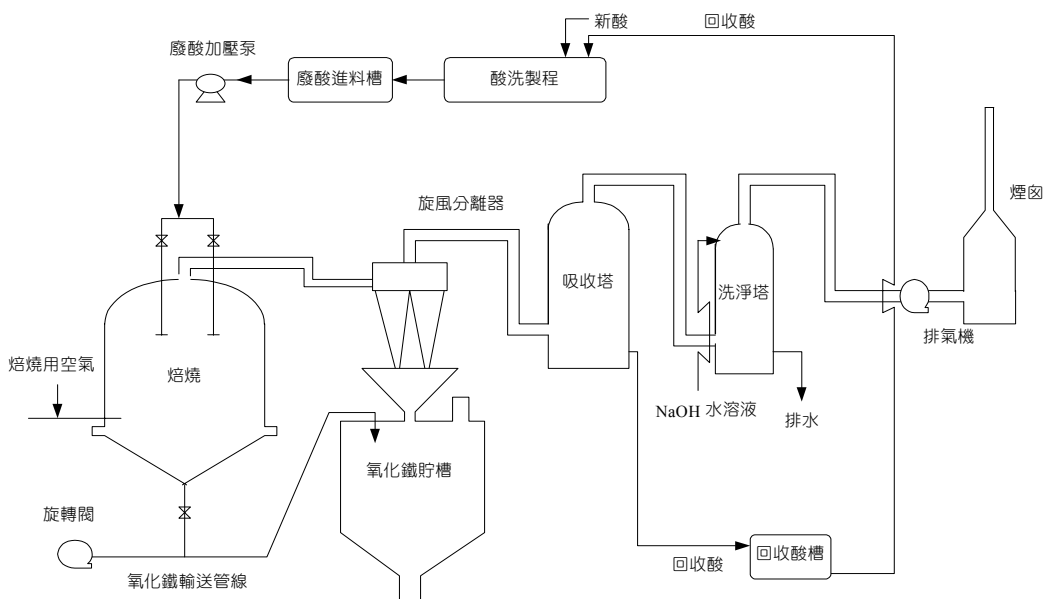 新酸
回收酸
廢酸加壓泵
廢酸進料槽
酸洗製程
旋風分離器
煙囪
吸收塔
洗淨塔
排氣機
焙燒用空氣
焙燒
NaOH 水溶液
排水
氧化鐵貯槽
旋轉閥
回收酸
回收酸槽
氧化鐵輸送管線